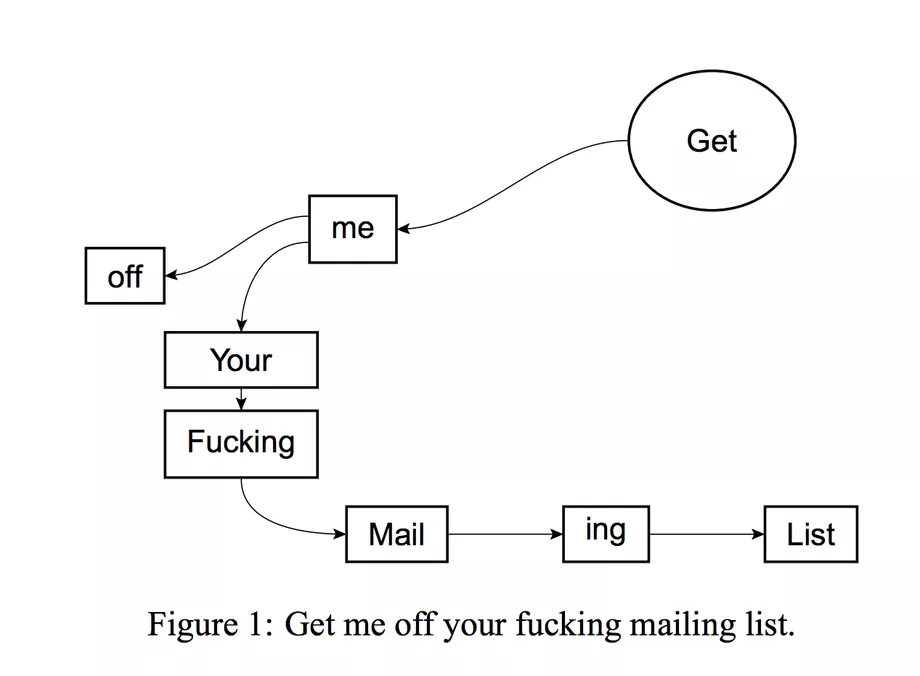 Get
me
off
Your
Fucking
Mail
ing
List
Figure 1: Get me off your fucking mailing list.